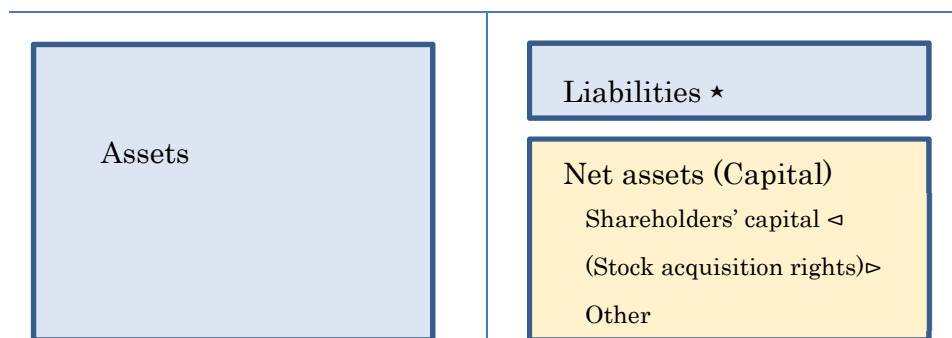 Assets
Liabilities ⋆
Net assets (Capital)
Shareholders’ capital ⊲
(Stock acquisition rights)⊳
Other